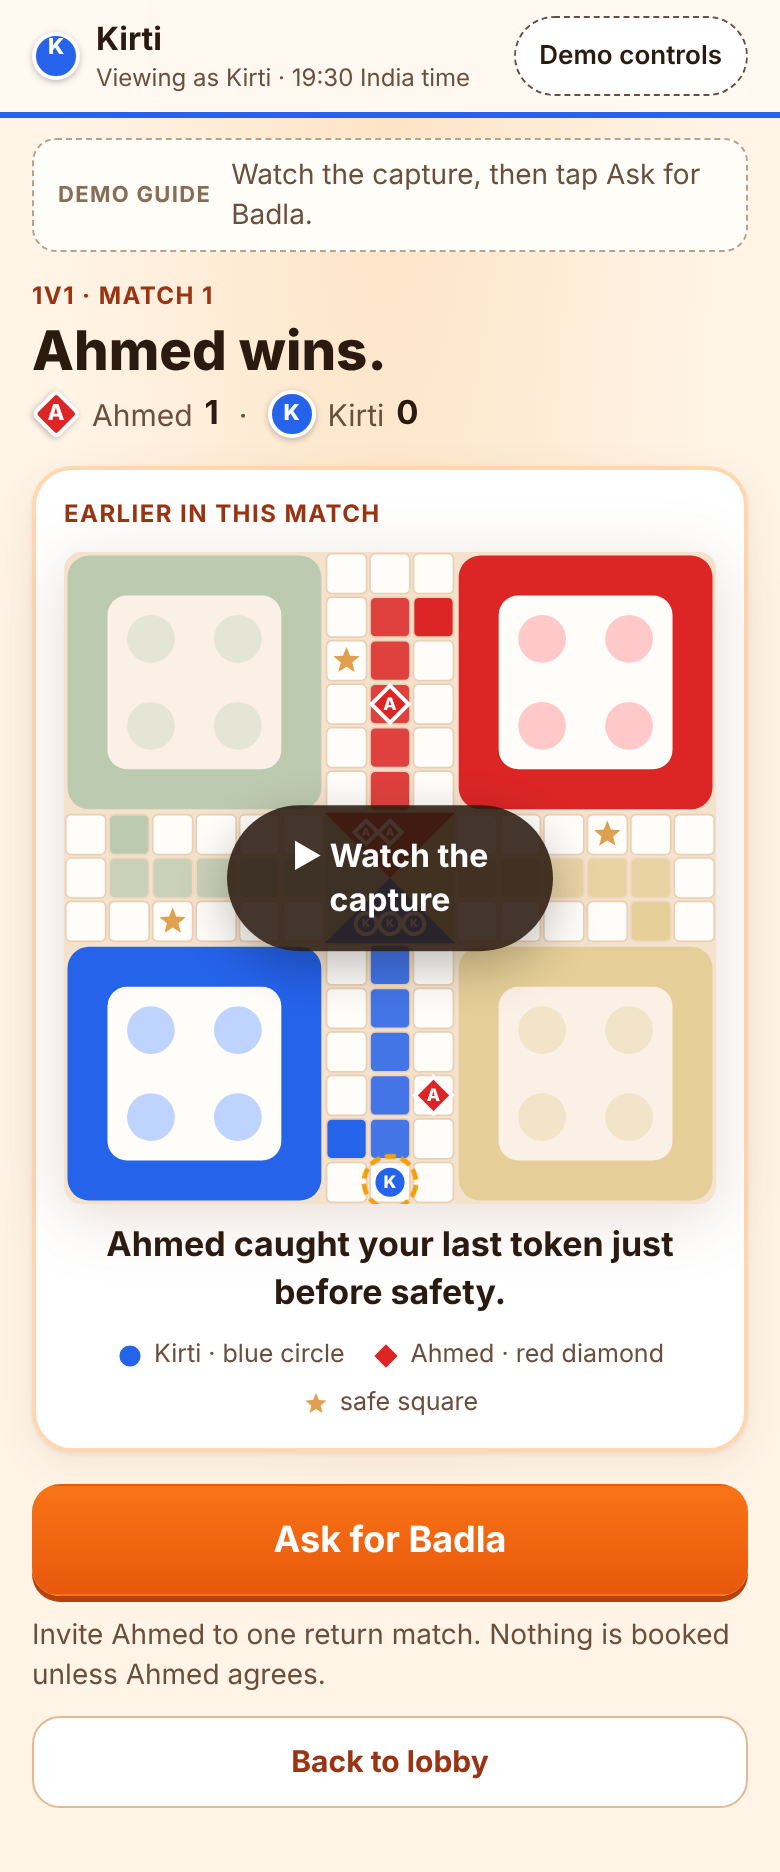 K
Kirti
Viewing as Kirti · 19:30 India time
Demo controls
DEMO GUIDE
Watch the capture, then tap Ask for
Badla.
1V1 · MATCH 1
Ahmed wins.
A Ahmed 1 · K Kirti 0
EARLIER IN THIS MATCH
A
A A
▶ Watch the
capture
K K K
A
K
Ahmed caught your last token just
before safety.
Kirti · blue circle
Ahmed · red diamond
safe square
Ask for Badla
Invite Ahmed to one return match. Nothing is booked
unless Ahmed agrees.
Back to lobby